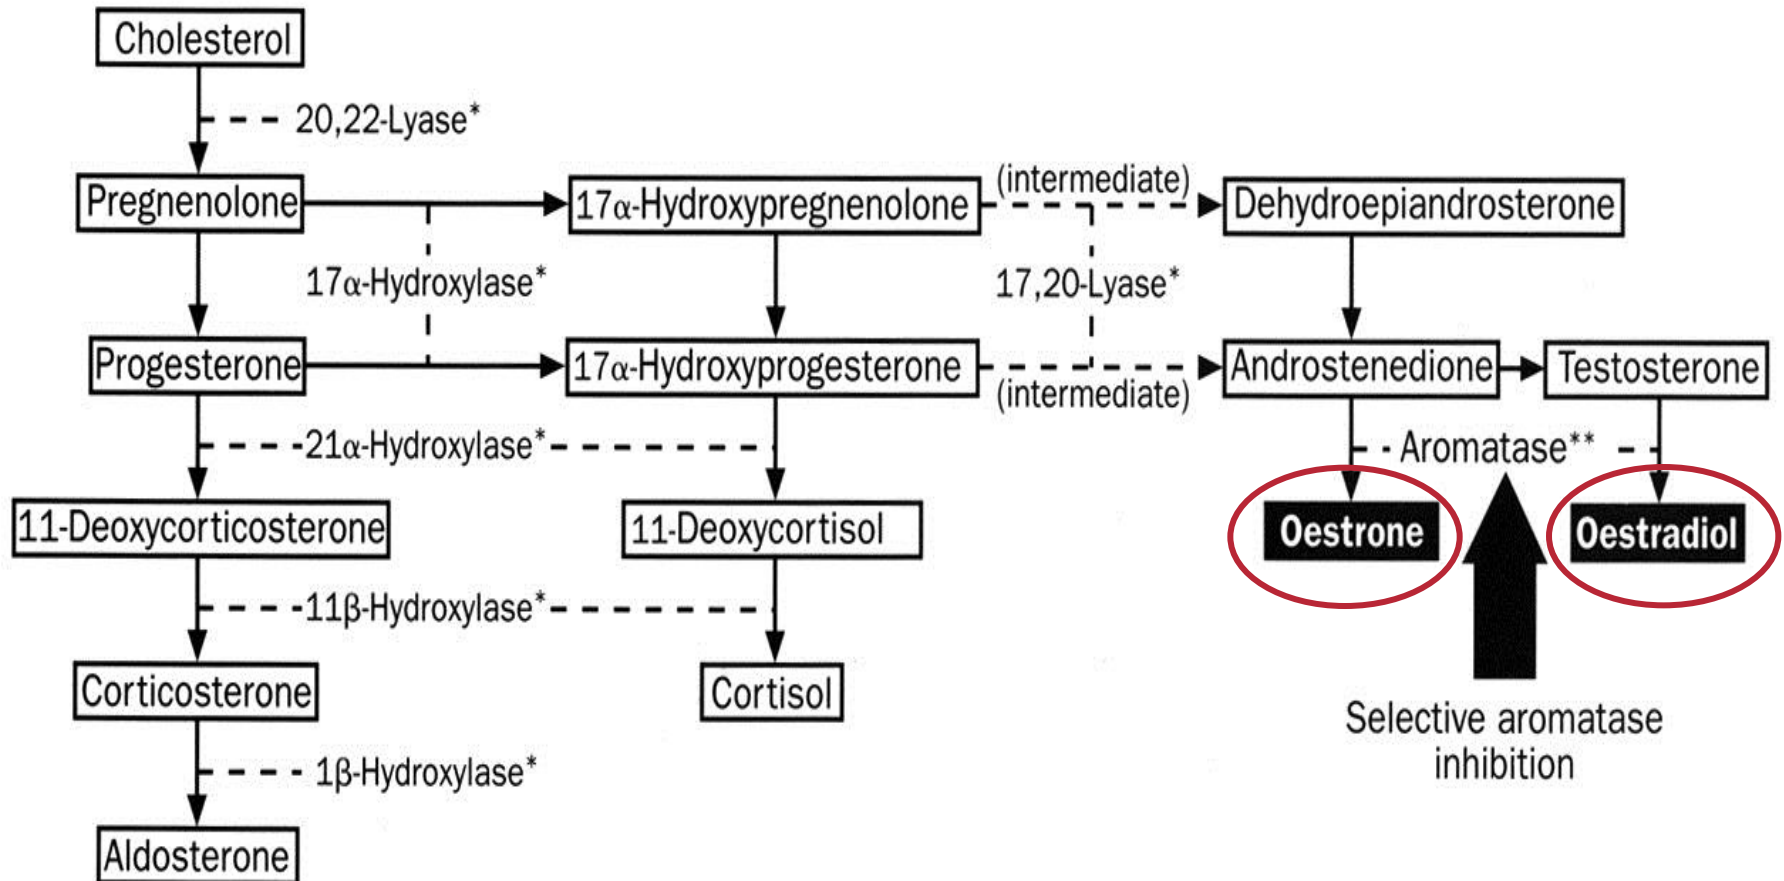 Cholesterol
20,22-Lyase*
Pregnenolone
17α-Hydroxypregnenolone
(intermediate)
Dehydroepiandrosterone
17α-Hydroxylase*
17,20-Lyase*
Progesterone
17α-Hydroxyprogesterone
(intermediate)
Androstenedione
Testosterone
21α-Hydroxylase*
Aromatase**
11-Deoxycorticosterone
11-Deoxycortisol
Oestrone
Oestradiol
11β-Hydroxylase*
Corticosterone
Cortisol
Selective aromatase
inhibition
1β-Hydroxylase*
Aldosterone